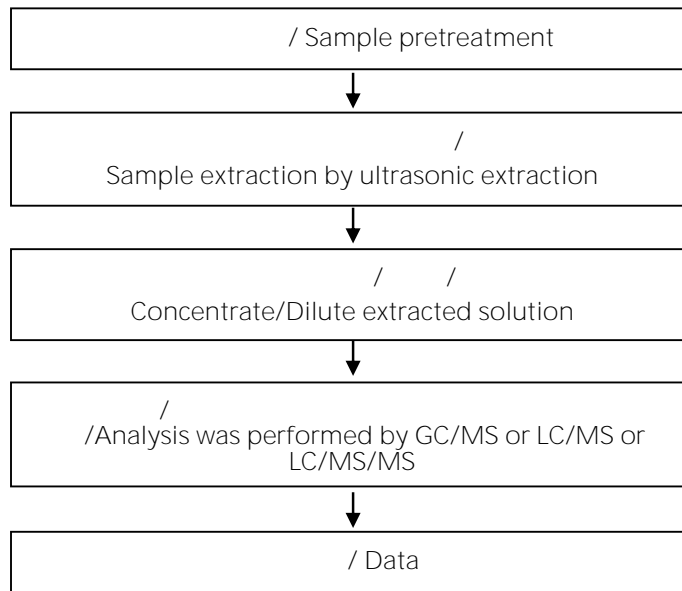 / Sample pretreatment
/
Sample extraction by ultrasonic extraction
/ /
Concentrate/Dilute extracted solution
/
/Analysis was performed by GC/MS or LC/MS or
LC/MS/MS
/ Data